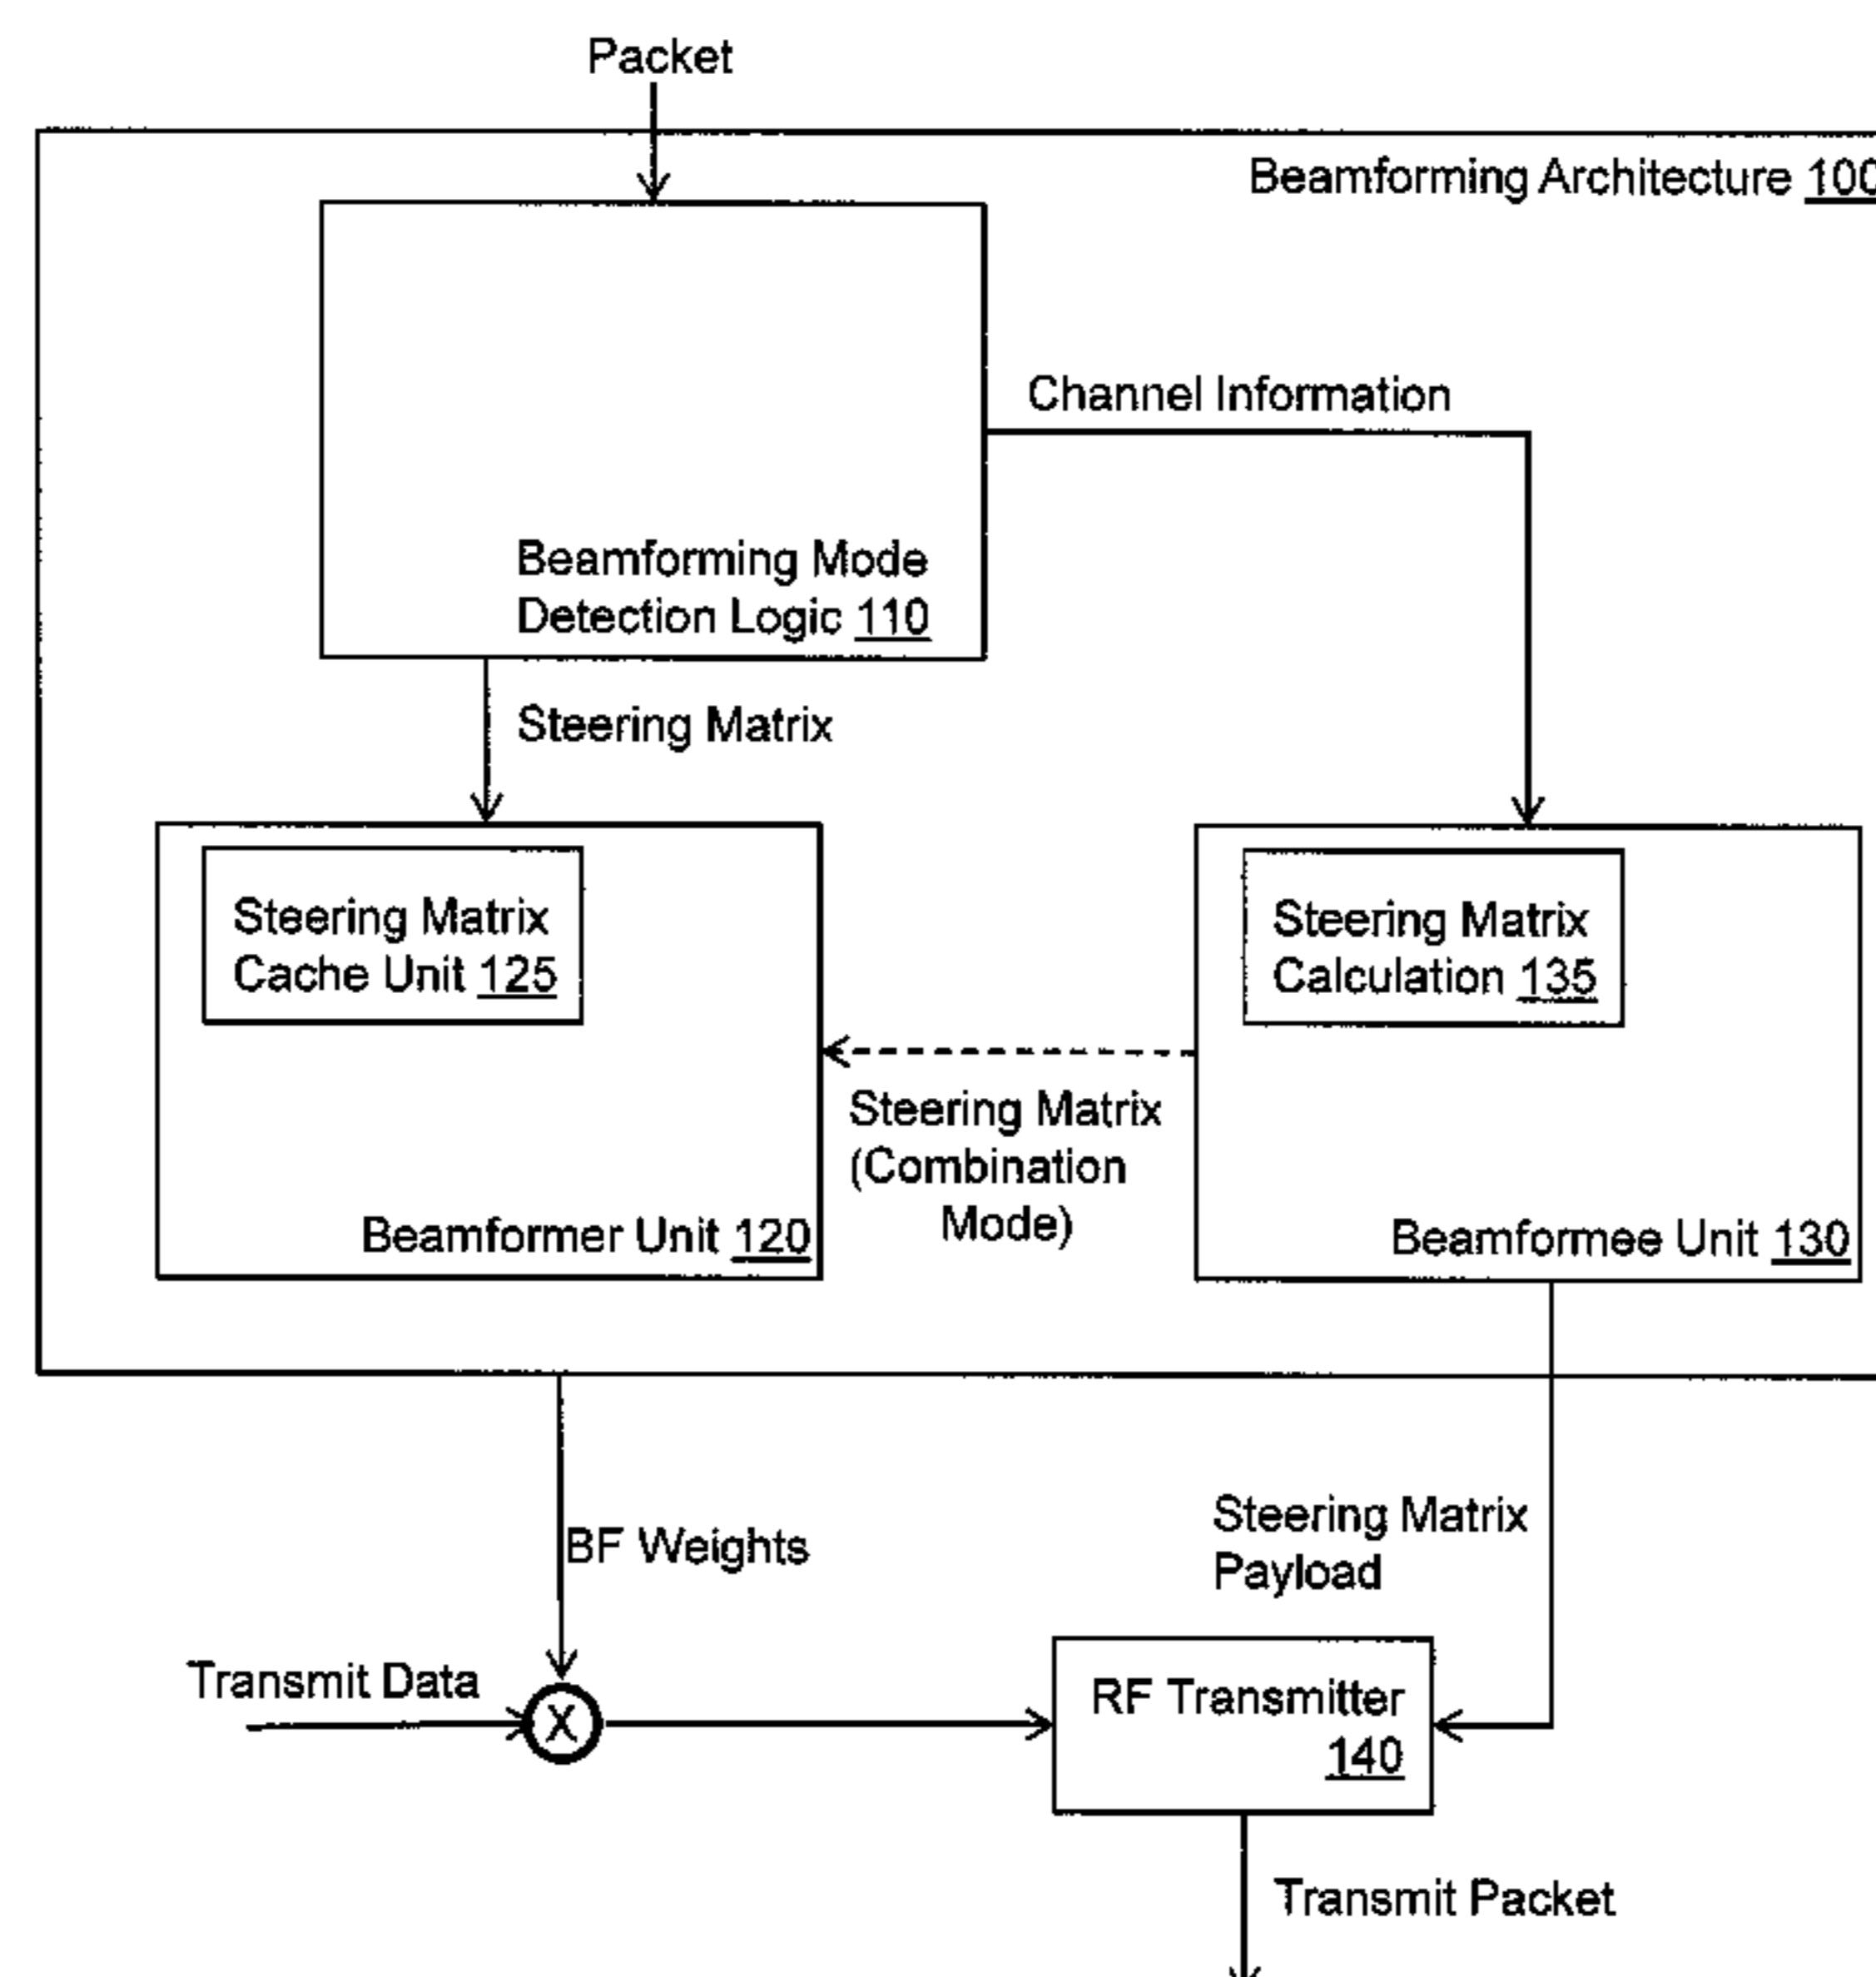 Packet
Beamforming Architecture 100
Channel Information
Beamforming Mode
Detection Logic 110
Steering Matrix
Steering Matrix
Cache Unit 125
Steering Matrix
Calculation 135
Steering Matrix
(Combination
Mode)
Beamformer Unit 120
Beamformee Unit 130
BF Weights
Steering Matrix
Payload
Transmit Data
X
RF Transmitter
140
Transmit Packet